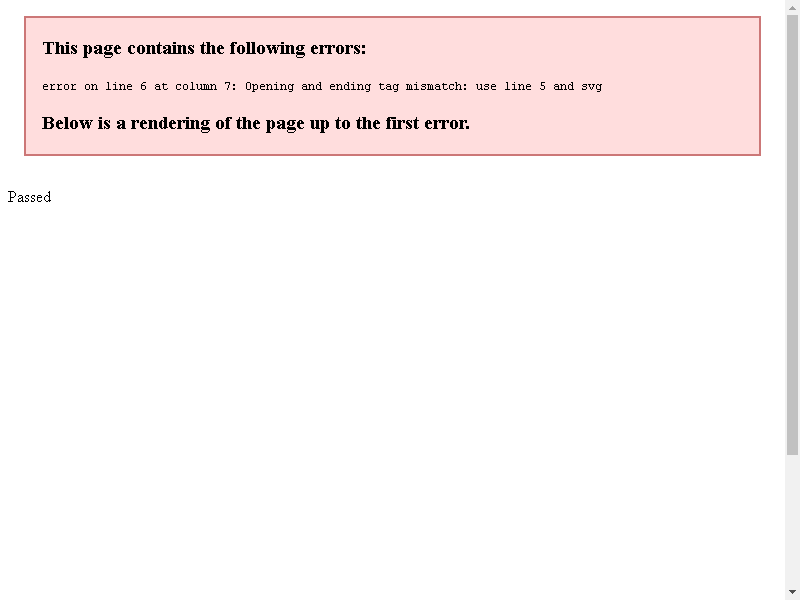 This page contains the following errors:
error on line 6 at column 7: Opening and ending tag mismatch: use line 5 and svg
Below is a rendering of the page up to the first error.
Passed